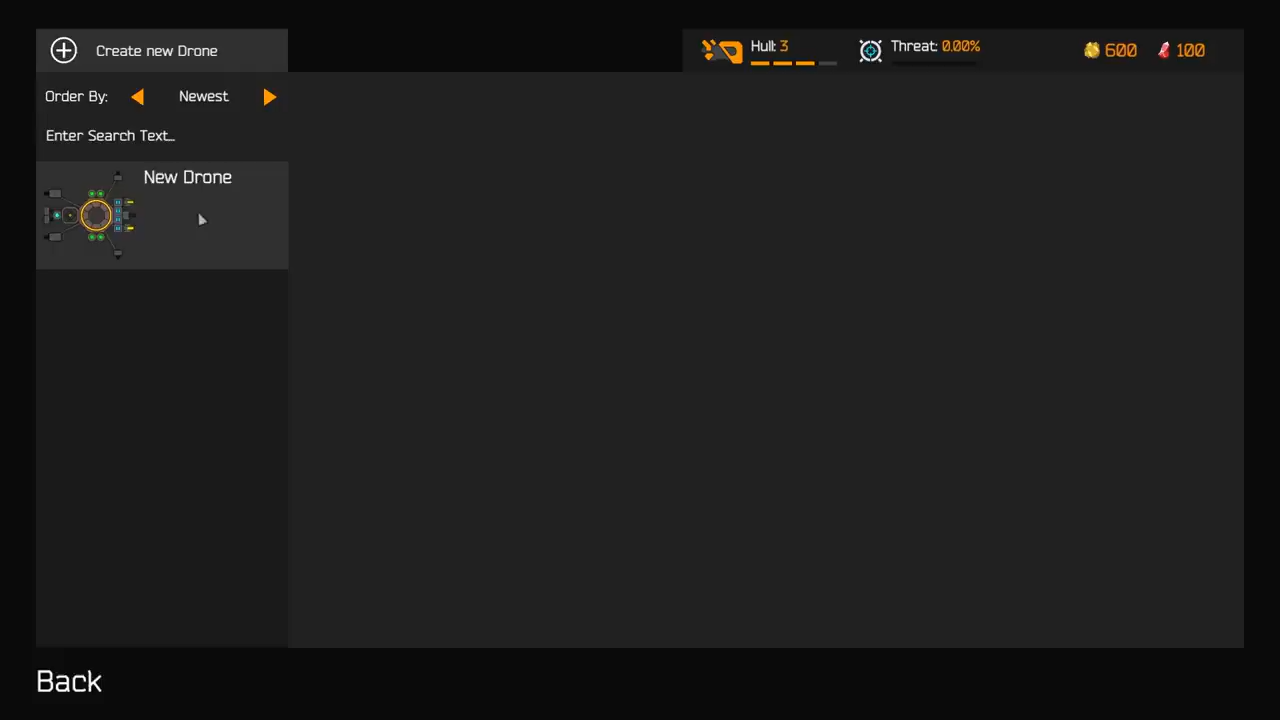 Create new Drone
Hull: 3
Threat: 0.00%
600
100
Order By:
Newest
Enter Search Text...
New Drone
Back